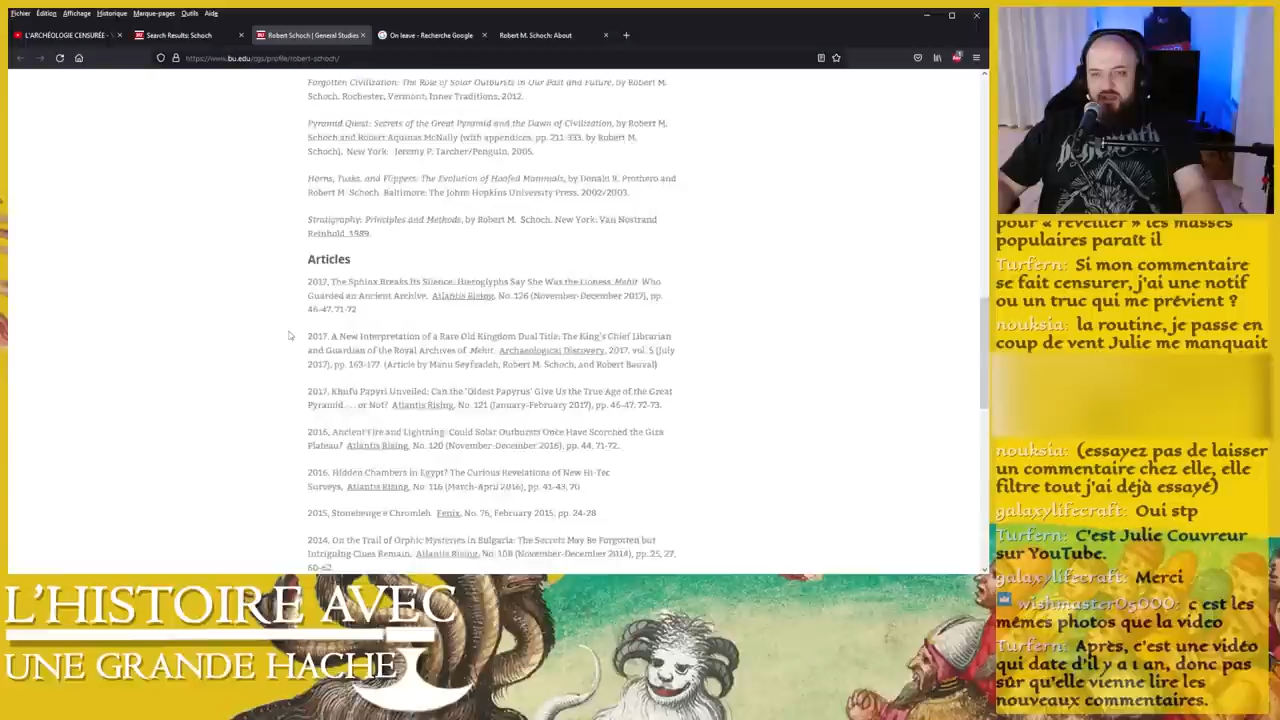 Fichier Édition Affichage Historique Marque-pages Outils Aide
L'ARCHÉOLOGIE CENSURÉE -
Search Results: Schoch
Robert Schoch | General Studies
On leave - Recherche Google
Robert M. Schoch: About
https://www.bu.edu/cgs/profile/robert-schoch/
Forgotten Civilization: The Role of Solar Outbursts in Our Past and Future, by Robert M.
Schoch. Rochester, Vermont: Inner Traditions, 2012.
Pyramid Quest: Secrets of the Great Pyramid and the Dawn of Civilization, by Robert M.
Schoch and Robert Aquinas McNally (with appendices, pp. 211-333, by Robert M.
Schoch). New York: Jeremy P. Tarcher/Penguin, 2005.
Horns, Tusks, and Flippers: The Evolution of Hoofed Mammals, by Donald R. Prothero and
Robert M. Schoch. Baltimore: The Johns Hopkins University Press, 2002/2003.
Stratigraphy: Principles and Methods, by Robert M. Schoch. New York: Van Nostrand
Reinhold, 1989.
Articles
2017, The Sphinx Breaks Its Silence: Hieroglyphs Say She Was the Lioness, Mehit, Who
Guarded an Ancient Archive. Atlantis Rising, No. 126 (November-December 2017), pp.
46-47, 71-72
2017, A New Interpretation of a Rare Old Kingdom Dual Title: The King's Chief Librarian
and Guardian of the Royal Archives of Mehit. Archaeological Discovery, 2017, vol. 5 (July
2017), pp. 163-177. (Article by Manu Seyfzadeh, Robert M. Schoch, and Robert Bauval)
2017, Khufu Papyri Unveiled: Can the 'Oldest Papyrus' Give Us the True Age of the Great
Pyramid . . . or Not? Atlantis Rising, No. 121 (January-February 2017), pp. 46-47, 72-73.
2016, Ancient Fire and Lightning: Could Solar Outbursts Once Have Scorched the Giza
Plateau? Atlantis Rising, No. 120 (November-December 2016), pp. 44, 71-72.
2016, Hidden Chambers in Egypt? The Curious Revelations of New Hi-Tec
Surveys, Atlantis Rising, No. 116 (March-April 2016), pp. 41-43, 70
2015, Stonehenge e Chromleh. Fenix, No. 76, February 2015, pp. 24-28
2014, On the Trail of Orphic Mysteries in Bulgaria: The Secrets May Be Forgotten but
Intriguing Clues Remain. Atlantis Rising, No. 108 (November-December 2014), pp. 25, 27,
60-62.
pour « réveiller » les masses
populaires paraît il
Turfern: Si mon commentaire
se fait censurer, j'ai une notif
ou un truc qui me prévient ?
nouksia: la routine, je passe en
coup de vent Julie me manquait
nouksia: (essayez pas de laisser
un commentaire chez elle, elle
filtre tout j'ai déjà essayé)
galaxylifecraft: Oui stp
Turfern: C'est Julie Couvreur
sur YouTube.
galaxylifecraft: Merci
wishmaster05000: c est les
mêmes photos que la video
Turfern: Après, c'est une vidéo
qui date d'il y a 1 an, donc pas
sûr qu'elle vienne lire les
nouveaux commentaires.
L'HISTOIRE AVEC
UNE GRANDE HACHE